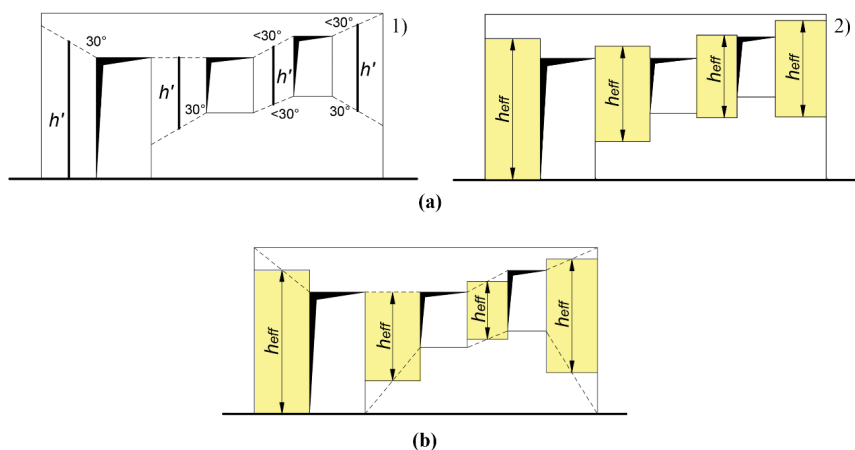 <30° <30° 1)
30°
h' h' h' h'
30° <30° 30°
2)
heff heff heff heff
(a)
heff heff heff heff
(b)